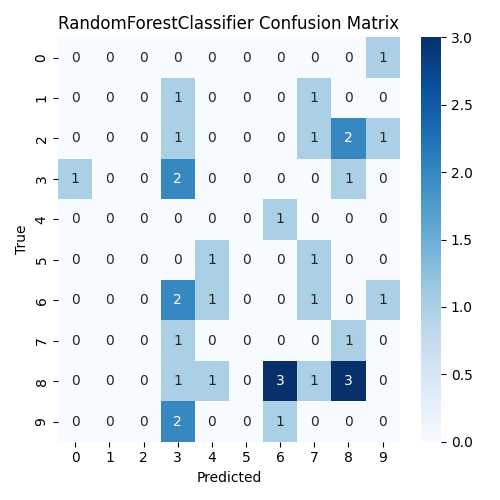 RandomForestClassifier Confusion Matrix
0 0 0 0 0 0 0 0 0 0 1
1 0 0 0 1 0 0 0 1 0 0
2 0 0 0 1 0 0 0 1 2 1
3 1 0 0 2 0 0 0 0 1 0
4 0 0 0 0 0 0 1 0 0 0
5 0 0 0 0 1 0 0 1 0 0
6 0 0 0 2 1 0 0 1 0 1
7 0 0 0 1 0 0 0 0 1 0
8 0 0 0 1 1 0 3 1 3 0
9 0 0 0 2 0 0 1 0 0 0
0 1 2 3 4 5 6 7 8 9
Predicted
True
3.0
2.5
2.0
1.5
1.0
0.5
0.0